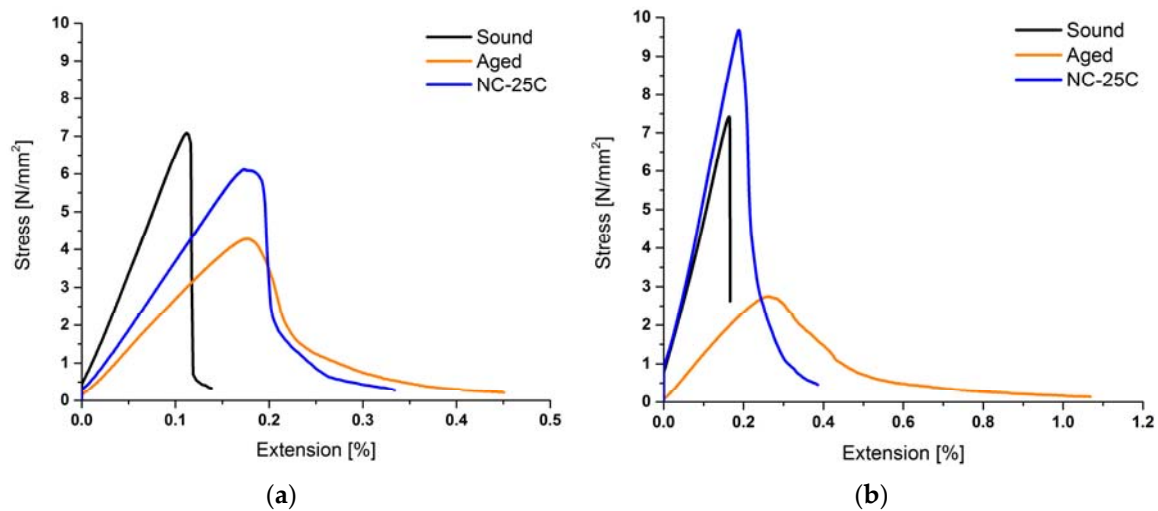 10
9
8
7
6
5
4
3
2
1
0
Stress [N/mm²]
Sound
Aged
NC-25C
0.0 0.1 0.2 0.3 0.4 0.5
Extension [%]
(a)
10
9
8
7
6
5
4
3
2
1
0
Stress [N/mm²]
Sound
Aged
NC-25C
0.0 0.2 0.4 0.6 0.8 1.0 1.2
Extension [%]
(b)